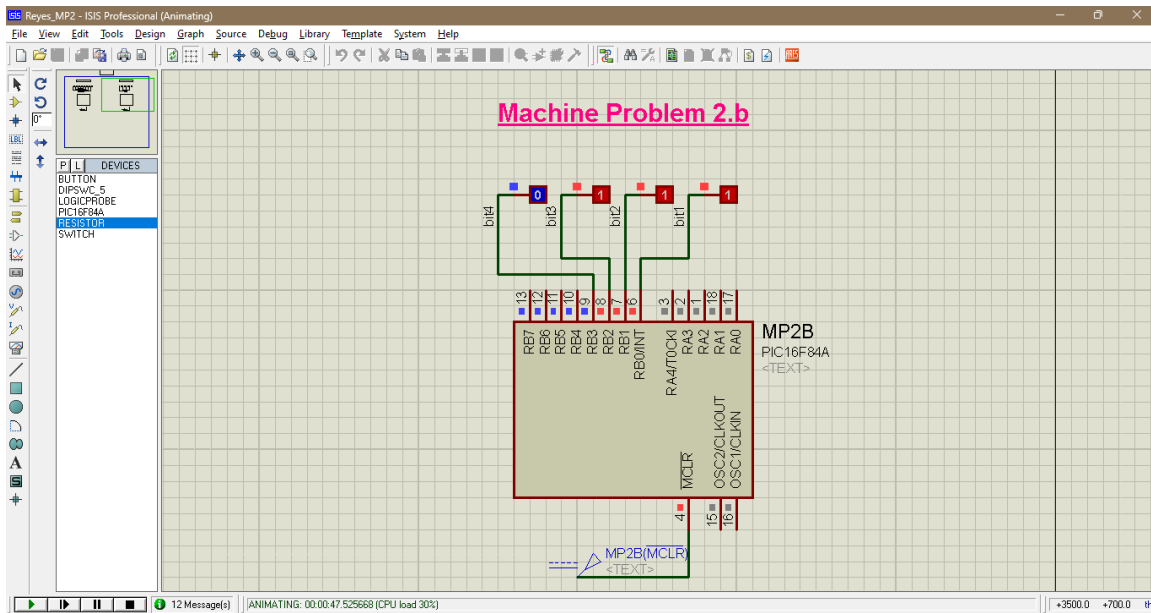 Reyes_MP2 - ISIS Professional (Animating)
File View Edit Tools Design Graph Source Debug Library Template System Help
0°
LBL
P L DEVICES
BUTTON
DIPSWC_5
LOGICPROBE
PIC16F84A
RESISTOR
SWITCH
Machine Problem 2.b
0 1 1 1
bit4 bit3 bit2 bit1
13 12 11 10 9 8 7 6 3 2 1 18 17
RB7 RB6 RB5 RB4 RB3 RB2 RB1 RB0/INT RA4/T0CKI RA3 RA2 RA1 RA0
MP2B
PIC16F84A
<TEXT>
MCLR OSC2/CLKOUT OSC1/CLKIN
4 15 16
MP2B(MCLR)
<TEXT>
12 Message(s) ANIMATING: 00:00:47.525668 (CPU load 30%) +3500.0 +700.0 th